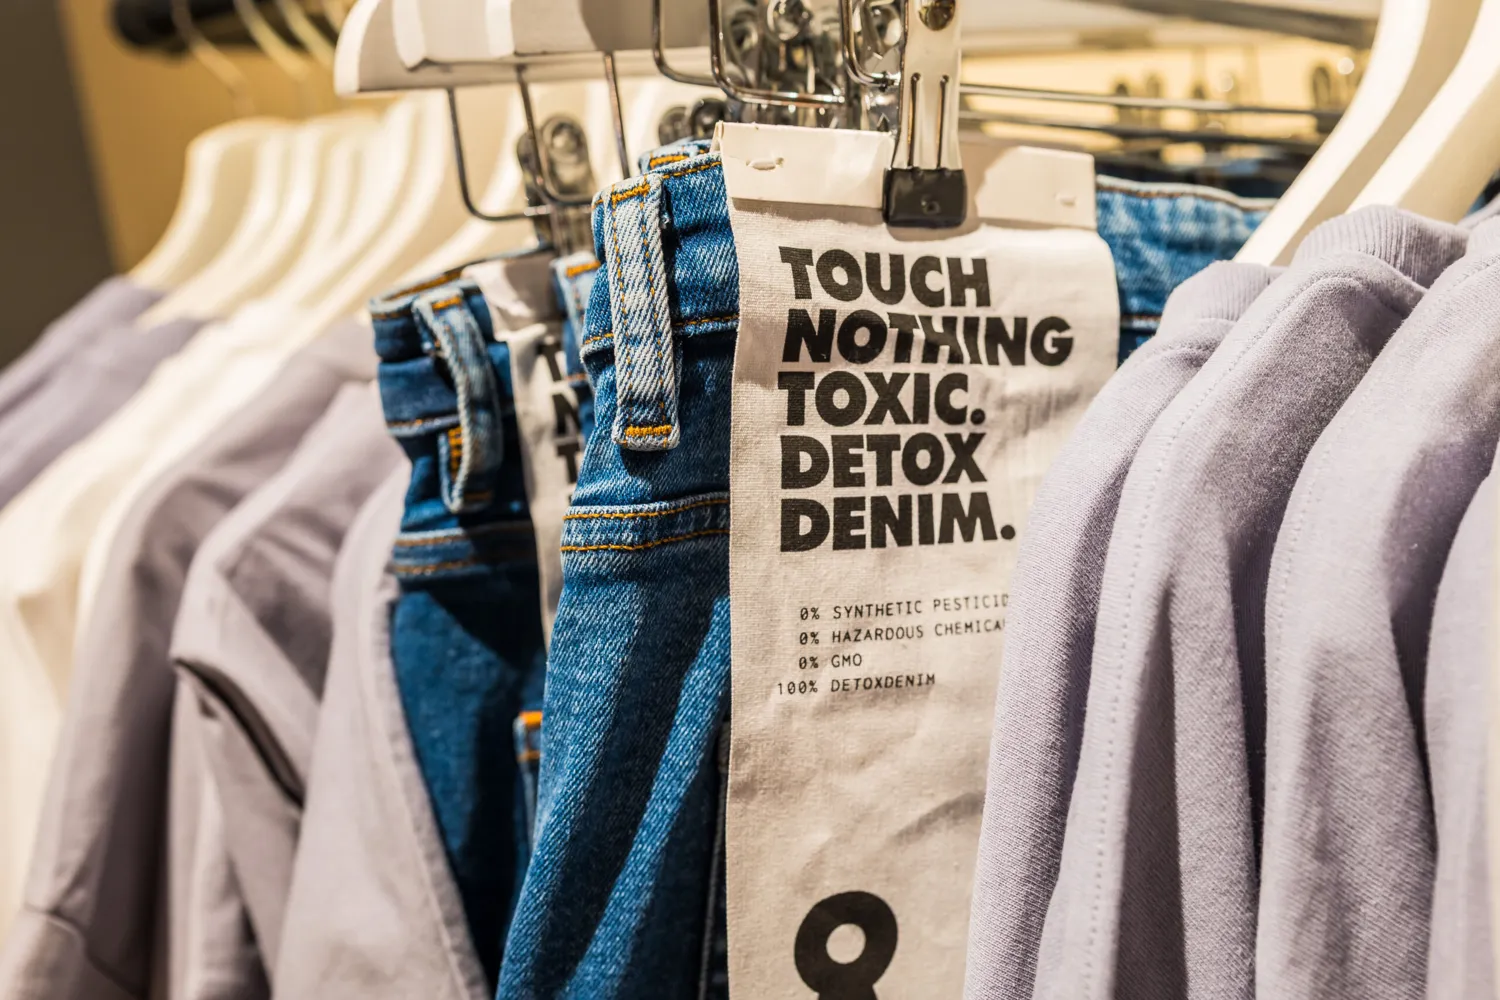 TOUCH
NOTHING
TOXIC.
DETOX
DENIM.
0% SYNTHETIC
0% HAZARDOUS
0% GMO
100% DETOXDENIM